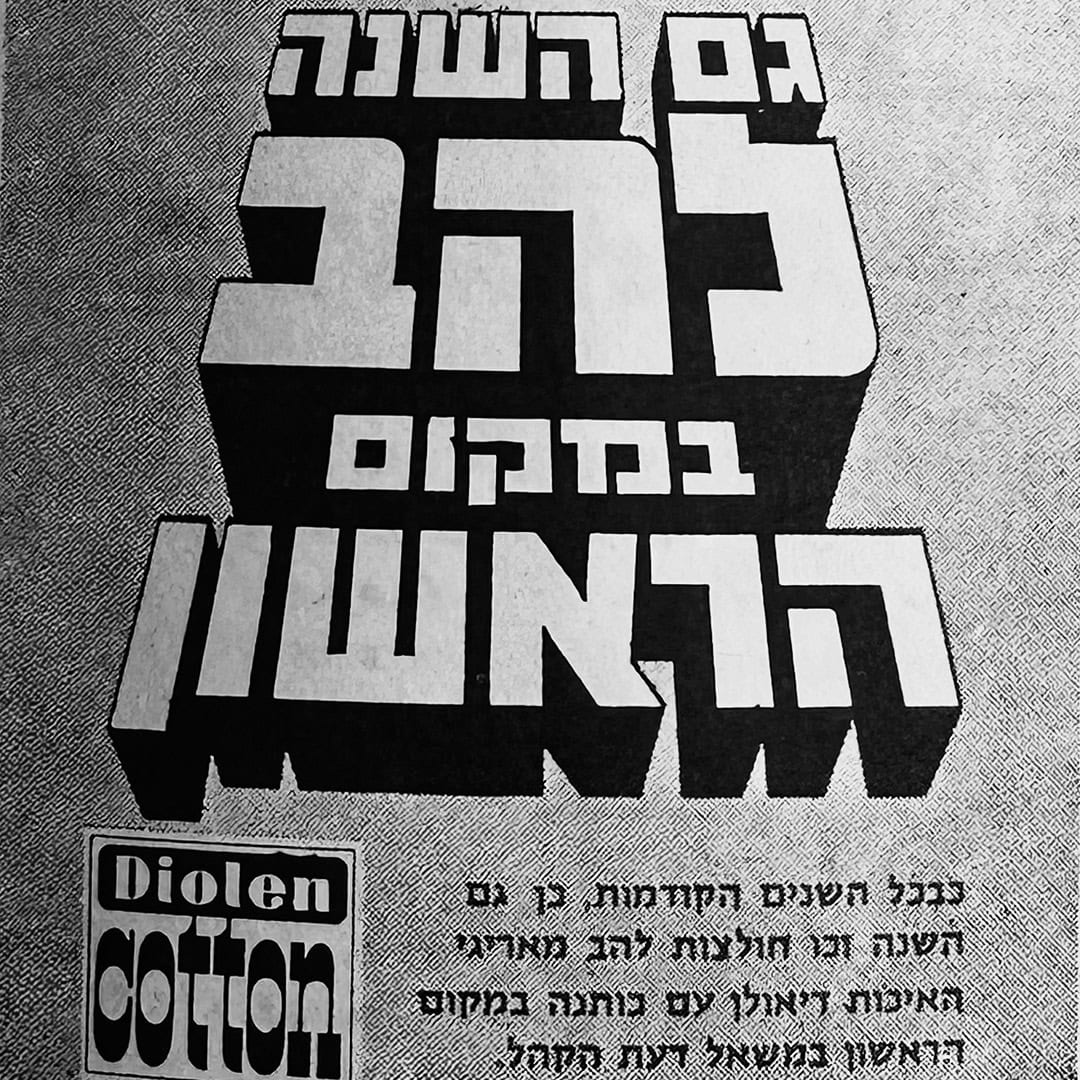 גם השנה
להב
במקום
הראשון
כככל השנים הקודמות, כן גם
השנה זכו חולצות להב מאריגי
האיכות דיאולן עם כותנה במקום
הראשון במשאל דעת הקהל.
Diolen
cotton